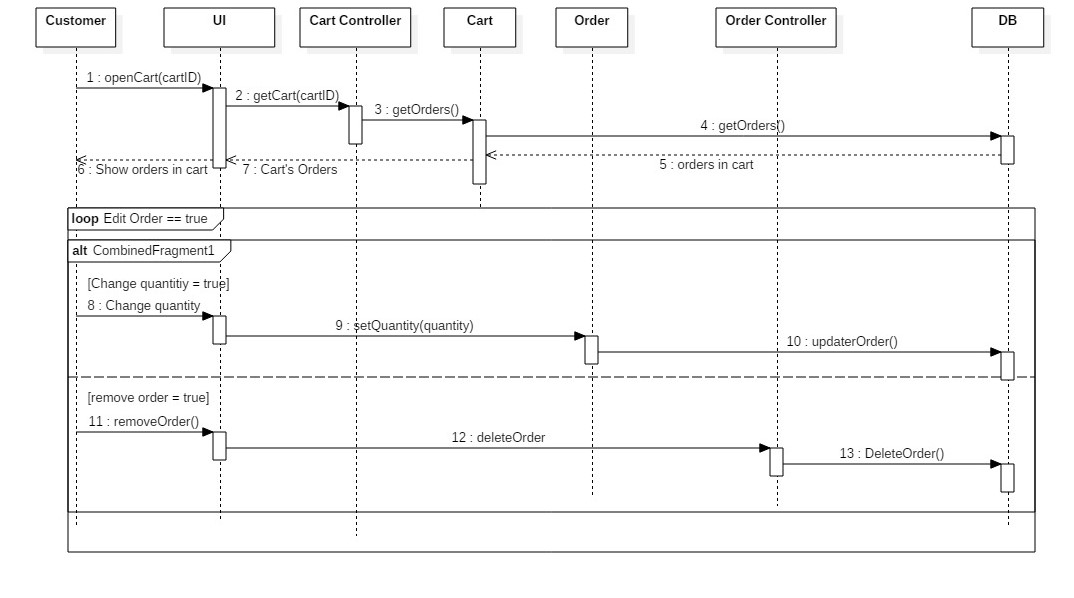 Customer
UI
Cart Controller
Cart
Order
Order Controller
DB
1 : openCart(cartID)
2 : getCart(cartID)
3 : getOrders()
4 : getOrders()
5 : orders in cart
6 : Show orders in cart
7 : Cart's Orders
loop Edit Order == true
alt CombinedFragment1
[Change quantitiy = true]
8 : Change quantity
9 : setQuantity(quantity)
10 : updaterOrder()
[remove order = true]
11 : removeOrder()
12 : deleteOrder
13 : DeleteOrder()